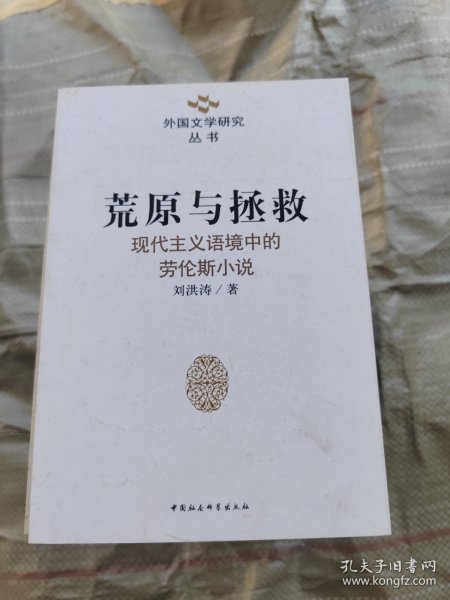 外国文学研究
丛书
荒原与拯救
现代主义语境中的
劳伦斯小说
刘洪涛/著
中国社会科学出版社
孔夫子旧书网
www.kongfz.com